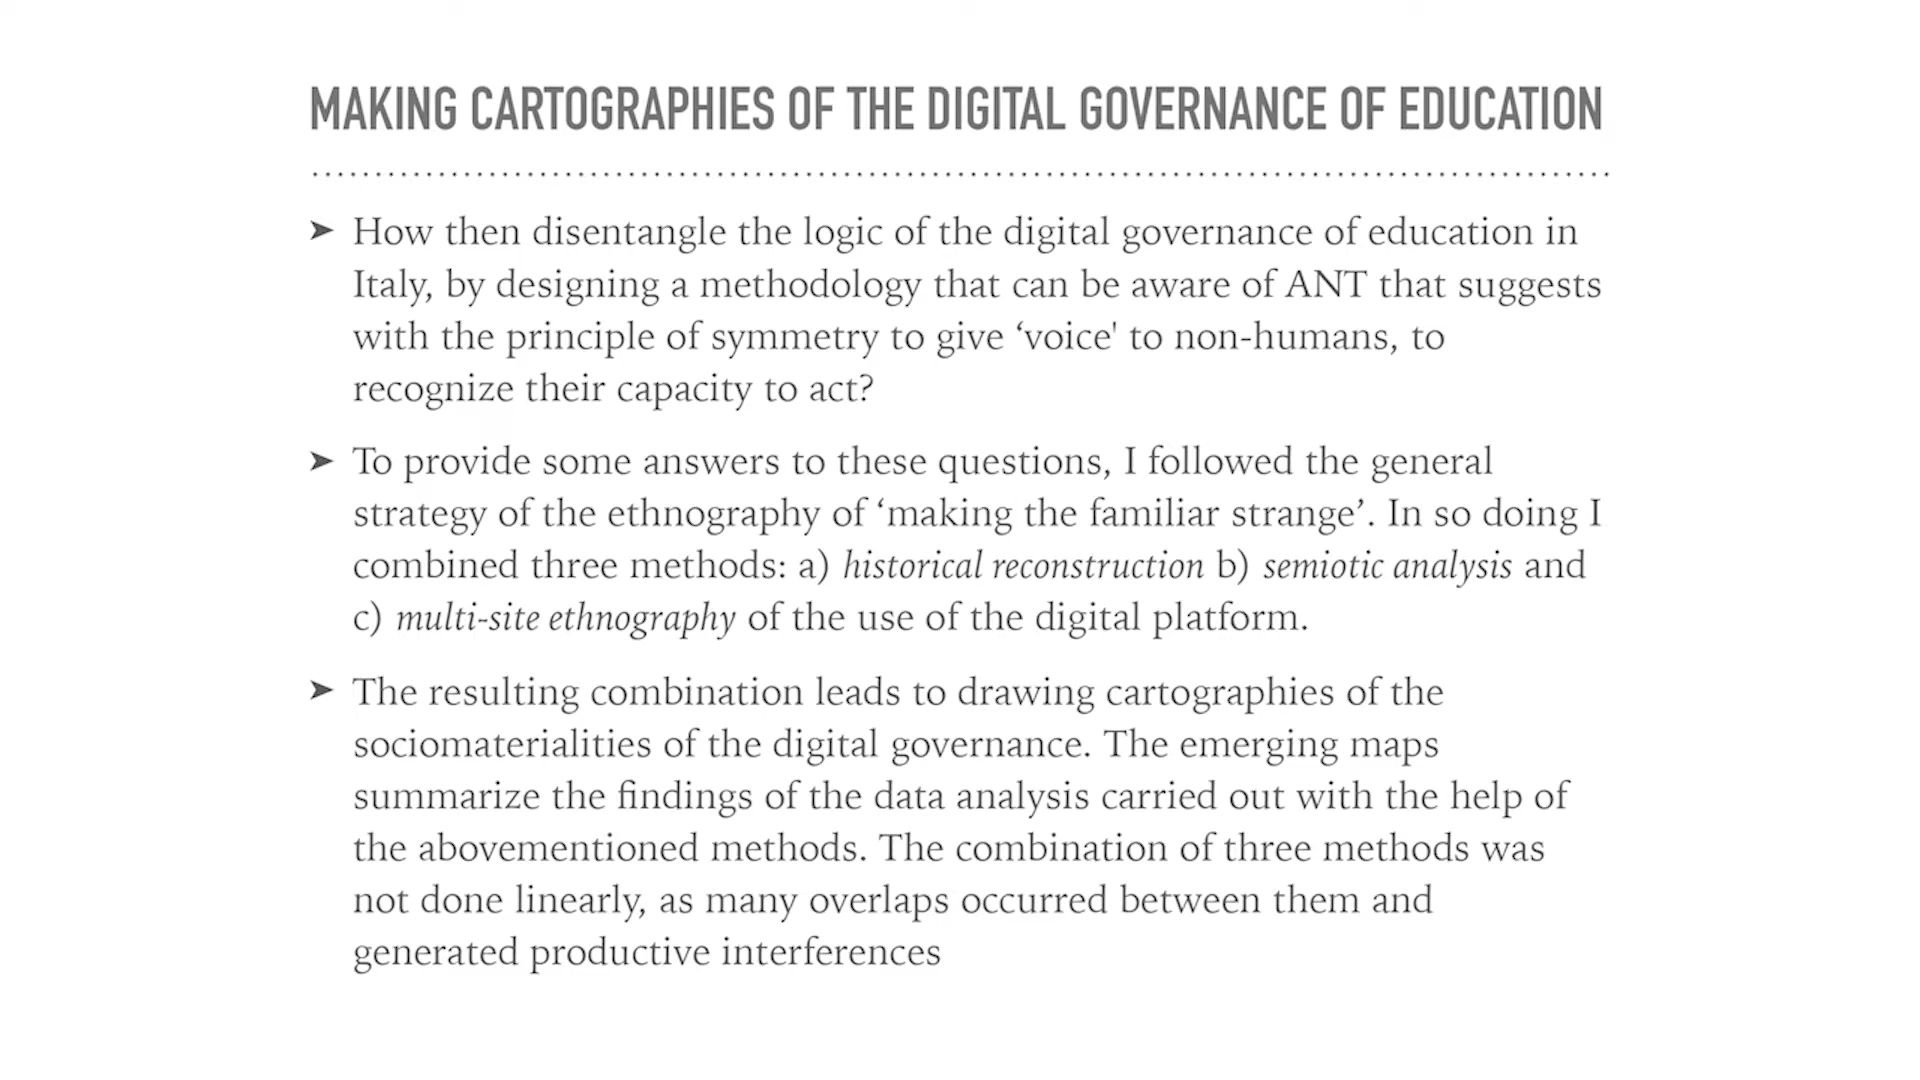 MAKING CARTOGRAPHIES OF THE DIGITAL GOVERNANCE OF EDUCATION
➤ How then disentangle the logic of the digital governance of education in
Italy, by designing a methodology that can be aware of ANT that suggests
with the principle of symmetry to give ‘voice' to non-humans, to
recognize their capacity to act?
➤ To provide some answers to these questions, I followed the general
strategy of the ethnography of ‘making the familiar strange’. In so doing I
combined three methods: a) historical reconstruction b) semiotic analysis and
c) multi-site ethnography of the use of the digital platform.
➤ The resulting combination leads to drawing cartographies of the
sociomaterialities of the digital governance. The emerging maps
summarize the findings of the data analysis carried out with the help of
the abovementioned methods. The combination of three methods was
not done linearly, as many overlaps occurred between them and
generated productive interferences